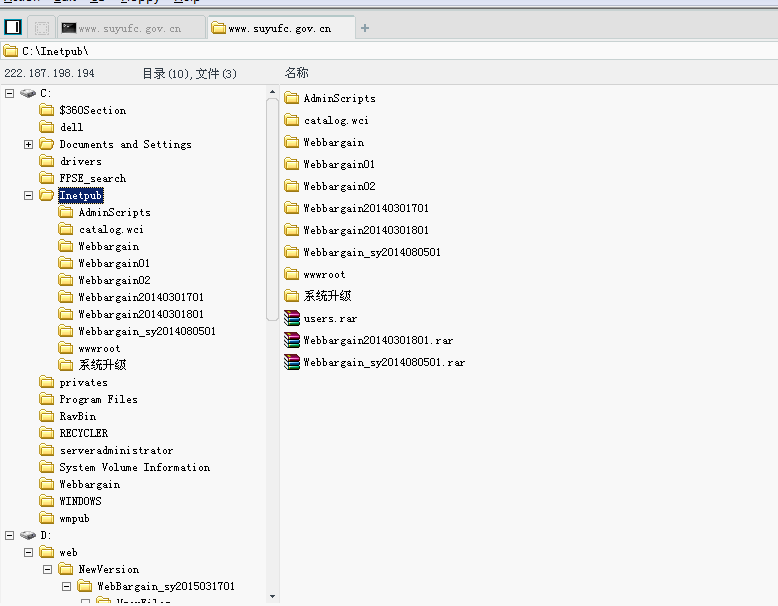 www.suyufc.gov.cn
www.suyufc.gov.cn
C:\Inetpub\
222.187.198.194
目录(10),文件(3)
名称
C:
$360Section
dell
Documents and Settings
drivers
FPSE_search
Inetpub
AdminScripts
catalog.wci
Webbargain
Webbargain01
Webbargain02
Webbargain20140301701
Webbargain20140301801
Webbargain_sy2014080501
wwwroot
系统升级
privates
Program Files
RavBin
RECYCLER
serveradministrator
System Volume Information
Webbargain
WINDOWS
wmpub
D:
web
NewVersion
WebBargain_sy2015031701
AdminScripts
catalog.wci
Webbargain
Webbargain01
Webbargain02
Webbargain20140301701
Webbargain20140301801
Webbargain_sy2014080501
wwwroot
系统升级
users.rar
Webbargain20140301801.rar
Webbargain_sy2014080501.rar